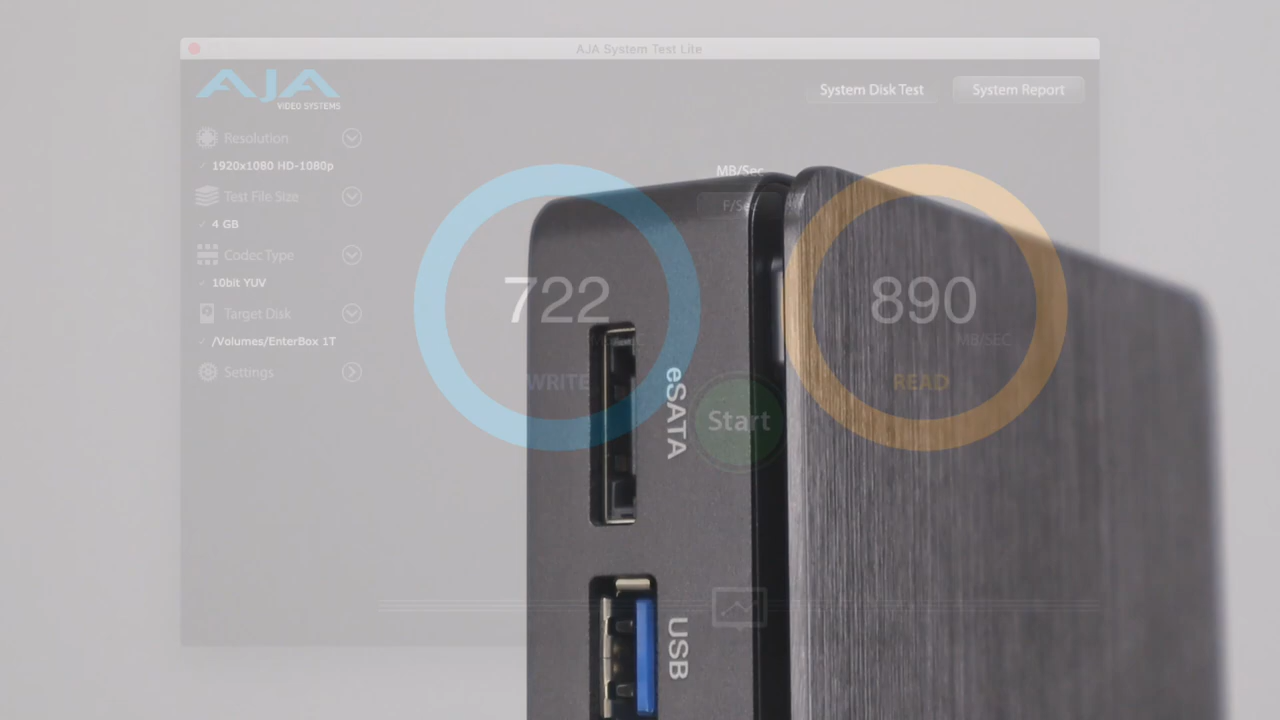 AJA System Test Lite
AJA
VIDEO SYSTEMS
System Disk Test
System Report
Resolution
1920x1080 HD-1080p
Test File Size
4 GB
Codec Type
10bit YUV
Target Disk
/Volumes/EnterBox 1T
Settings
MB/Sec
722
WRITE
890
MB/SEC
READ
Start
eSATA
USB